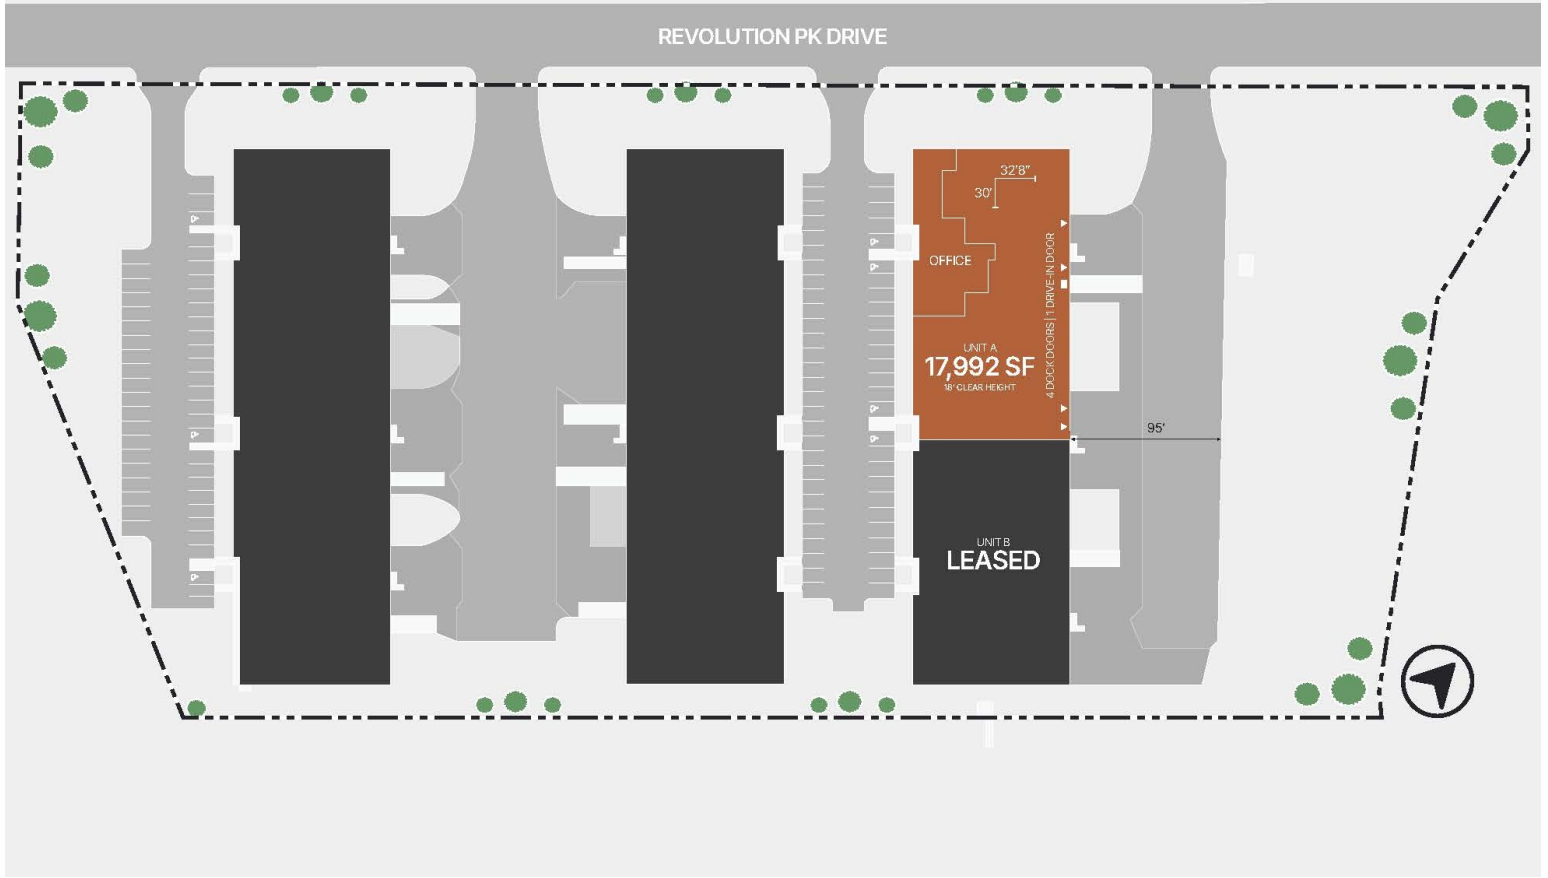 REVOLUTION PK DRIVE
32'8"
30'
OFFICE
4 DOCK DOORS | 1 DRIVE-IN DOOR
UNIT A
17,992 SF
18' CLEAR HEIGHT
95'
UNIT B
LEASED